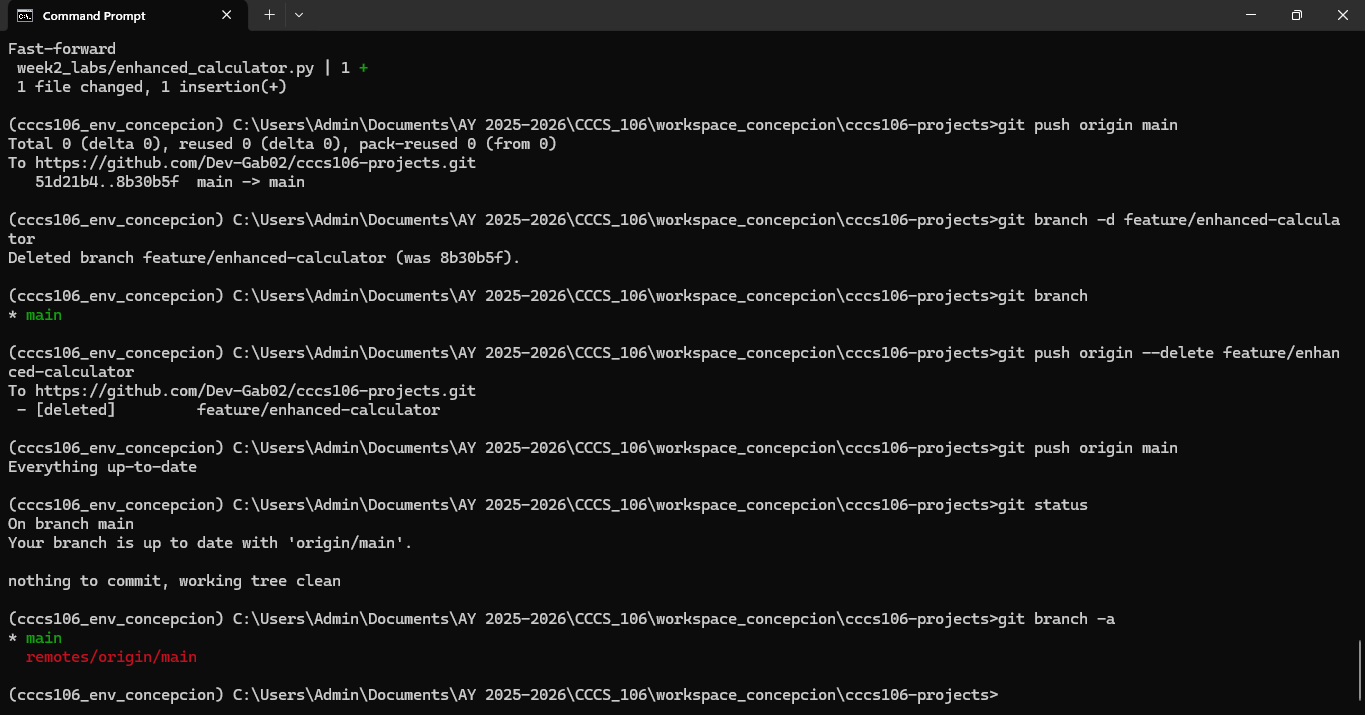 Command Prompt
Fast-forward
 week2_labs/enhanced_calculator.py | 1 +
 1 file changed, 1 insertion(+)
(cccs106_env_concepcion) C:\Users\Admin\Documents\AY 2025-2026\CCCS_106\workspace_concepcion\cccs106-projects>git push origin main
Total 0 (delta 0), reused 0 (delta 0), pack-reused 0 (from 0)
To https://github.com/Dev-Gab02/cccs106-projects.git
   51d21b4..8b30b5f  main -> main
(cccs106_env_concepcion) C:\Users\Admin\Documents\AY 2025-2026\CCCS_106\workspace_concepcion\cccs106-projects>git branch -d feature/enhanced-calcula
tor
Deleted branch feature/enhanced-calculator (was 8b30b5f).
(cccs106_env_concepcion) C:\Users\Admin\Documents\AY 2025-2026\CCCS_106\workspace_concepcion\cccs106-projects>git branch
* main
(cccs106_env_concepcion) C:\Users\Admin\Documents\AY 2025-2026\CCCS_106\workspace_concepcion\cccs106-projects>git push origin --delete feature/enhan
ced-calculator
To https://github.com/Dev-Gab02/cccs106-projects.git
 - [deleted]         feature/enhanced-calculator
(cccs106_env_concepcion) C:\Users\Admin\Documents\AY 2025-2026\CCCS_106\workspace_concepcion\cccs106-projects>git push origin main
Everything up-to-date
(cccs106_env_concepcion) C:\Users\Admin\Documents\AY 2025-2026\CCCS_106\workspace_concepcion\cccs106-projects>git status
On branch main
Your branch is up to date with 'origin/main'.
nothing to commit, working tree clean
(cccs106_env_concepcion) C:\Users\Admin\Documents\AY 2025-2026\CCCS_106\workspace_concepcion\cccs106-projects>git branch -a
* main
  remotes/origin/main
(cccs106_env_concepcion) C:\Users\Admin\Documents\AY 2025-2026\CCCS_106\workspace_concepcion\cccs106-projects>